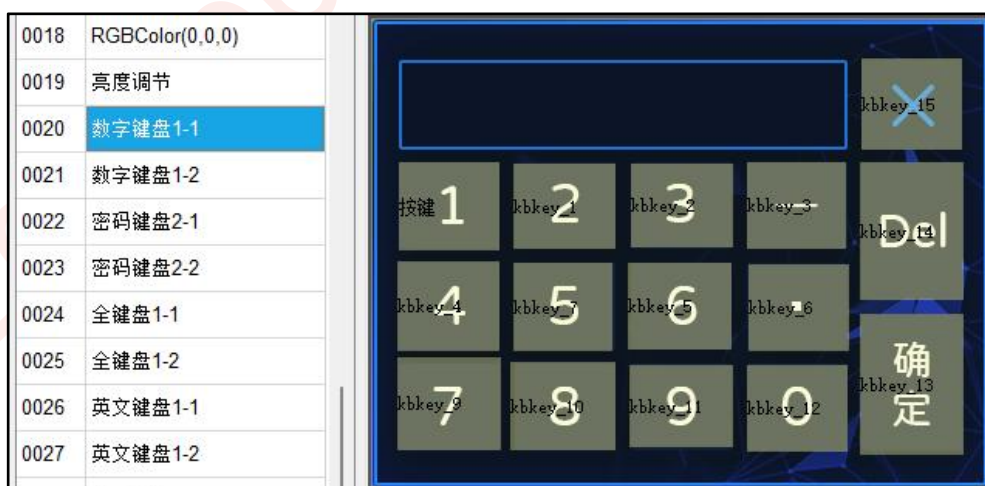 0018 RGBColor(0,0,0)
0019 亮度调节
0020 数字键盘1-1
0021 数字键盘1-2
0022 密码键盘2-1
0023 密码键盘2-2
0024 全键盘1-1
0025 全键盘1-2
0026 英文键盘1-1
0027 英文键盘1-2
kbkey_15
按键 1 kbkey_1 2 kbkey_2 3 kbkey_3 —
kbkey_14 Del
kbkey_4 4 kbkey_7 5 kbkey_5 6 kbkey_6 .
kbkey_13 确定
kbkey_9 7 kbkey_10 8 kbkey_11 9 kbkey_12 0